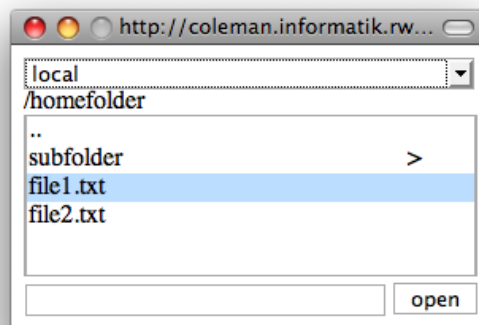 http://coleman.informatik.rw...
local
/homefolder
..
subfolder >
file1.txt
file2.txt
open